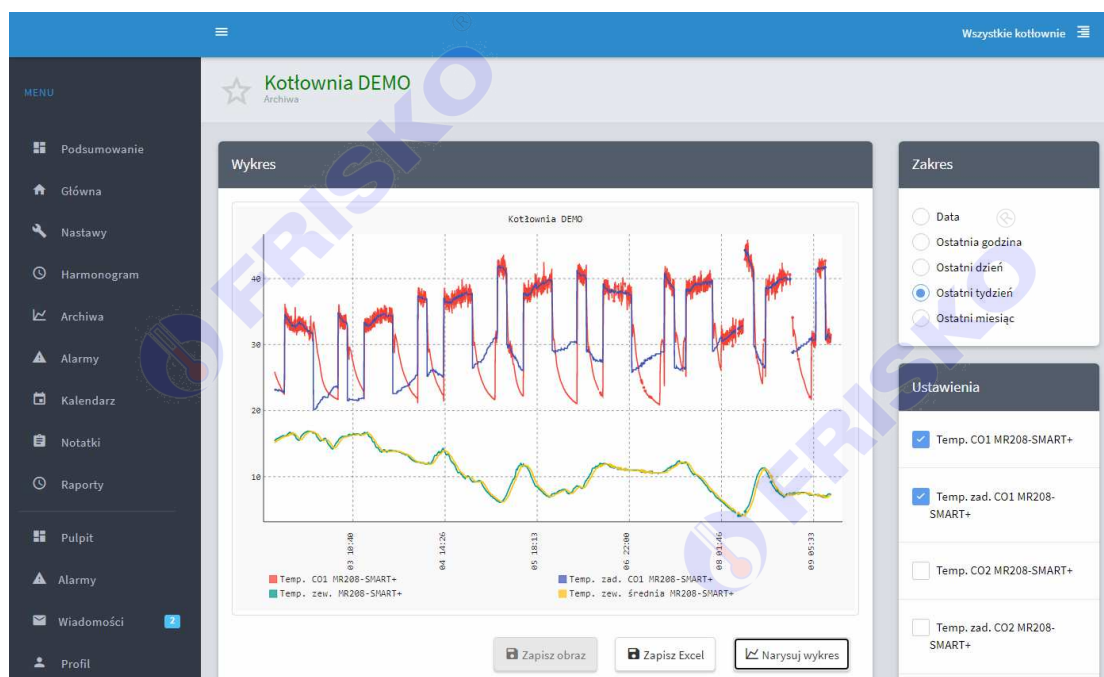 Wszystkie kotłownie
MENU
Podsumowanie
Główna
Nastawy
Harmonogram
Archiwa
Alarmy
Kalendarz
Notatki
Raporty
Pulpit
Alarmy
Wiadomości 2
Profil
Kotłownia DEMO
Archiwa
Wykres
Kotłownia DEMO
40
30
20
10
03 10:40
04 14:26
05 18:13
06 22:00
08 01:46
09 05:33
Temp. CO1 MR208-SMART+
Temp. zad. CO1 MR208-SMART+
Temp. zew. MR208-SMART+
Temp. zew. średnia MR208-SMART+
Zapisz obraz
Zapisz Excel
Narysuj wykres
Zakres
Data
Ostatnia godzina
Ostatni dzień
Ostatni tydzień
Ostatni miesiąc
Ustawienia
Temp. CO1 MR208-SMART+
Temp. zad. CO1 MR208-
SMART+
Temp. CO2 MR208-SMART+
Temp. zad. CO2 MR208-
SMART+
FRISKO ®
FRISKO ®